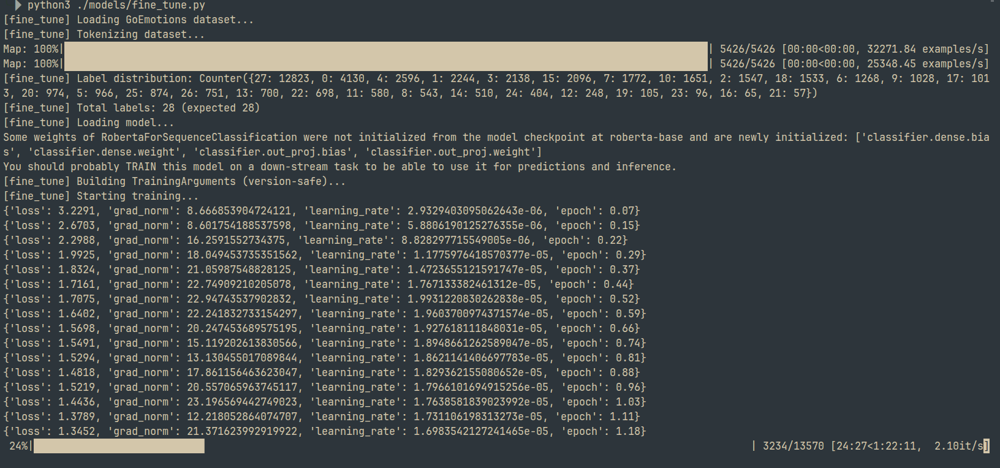 python3 ./models/fine_tune.py
[fine_tune] Loading GoEmotions dataset...
[fine_tune] Tokenizing dataset...
Map: 100%| | 5426/5426 [00:00<00:00, 32271.84 examples/s]
Map: 100%| | 5426/5426 [00:00<00:00, 25348.45 examples/s]
[fine_tune] Label distribution: Counter({27: 12823, 0: 4130, 4: 2596, 1: 2244, 3: 2138, 15: 2096, 7: 1772, 10: 1651, 2: 1547, 18: 1533, 6: 1268, 9: 1028, 17: 101
3, 20: 974, 5: 966, 25: 874, 26: 751, 13: 700, 22: 698, 11: 580, 8: 543, 14: 510, 24: 404, 12: 248, 19: 105, 23: 96, 16: 65, 21: 57})
[fine_tune] Total labels: 28 (expected 28)
[fine_tune] Loading model...
Some weights of RobertaForSequenceClassification were not initialized from the model checkpoint at roberta-base and are newly initialized: ['classifier.dense.bia
s', 'classifier.dense.weight', 'classifier.out_proj.bias', 'classifier.out_proj.weight']
You should probably TRAIN this model on a down-stream task to be able to use it for predictions and inference.
[fine_tune] Building TrainingArguments (version-safe)...
[fine_tune] Starting training...
{'loss': 3.2291, 'grad_norm': 8.666853904724121, 'learning_rate': 2.9329403095062643e-06, 'epoch': 0.07}
{'loss': 2.6703, 'grad_norm': 8.601754188537598, 'learning_rate': 5.8806190125276355e-06, 'epoch': 0.15}
{'loss': 2.2988, 'grad_norm': 16.2591552734375, 'learning_rate': 8.828297715549005e-06, 'epoch': 0.22}
{'loss': 1.9925, 'grad_norm': 18.049453735351562, 'learning_rate': 1.1775976418570377e-05, 'epoch': 0.29}
{'loss': 1.8324, 'grad_norm': 21.05987548828125, 'learning_rate': 1.4723655121591747e-05, 'epoch': 0.37}
{'loss': 1.7161, 'grad_norm': 22.74909210205078, 'learning_rate': 1.767133382461312e-05, 'epoch': 0.44}
{'loss': 1.7075, 'grad_norm': 22.94743537902832, 'learning_rate': 1.9931220830262838e-05, 'epoch': 0.52}
{'loss': 1.6402, 'grad_norm': 22.241832733154297, 'learning_rate': 1.9603700974371574e-05, 'epoch': 0.59}
{'loss': 1.5698, 'grad_norm': 20.247453689575195, 'learning_rate': 1.927618111848031e-05, 'epoch': 0.66}
{'loss': 1.5491, 'grad_norm': 15.119202613830566, 'learning_rate': 1.8948661262589047e-05, 'epoch': 0.74}
{'loss': 1.5294, 'grad_norm': 13.130455017089844, 'learning_rate': 1.8621141406697783e-05, 'epoch': 0.81}
{'loss': 1.4818, 'grad_norm': 17.861156463623047, 'learning_rate': 1.829362155080652e-05, 'epoch': 0.88}
{'loss': 1.5219, 'grad_norm': 20.557065963745117, 'learning_rate': 1.7966101694915256e-05, 'epoch': 0.96}
{'loss': 1.4436, 'grad_norm': 23.196569442749023, 'learning_rate': 1.7638581839023992e-05, 'epoch': 1.03}
{'loss': 1.3789, 'grad_norm': 12.218052864074707, 'learning_rate': 1.731106198313273e-05, 'epoch': 1.11}
{'loss': 1.3452, 'grad_norm': 21.371623992919922, 'learning_rate': 1.6983542127241465e-05, 'epoch': 1.18}
24%| | 3234/13570 [24:27<1:22:11, 2.10it/s]